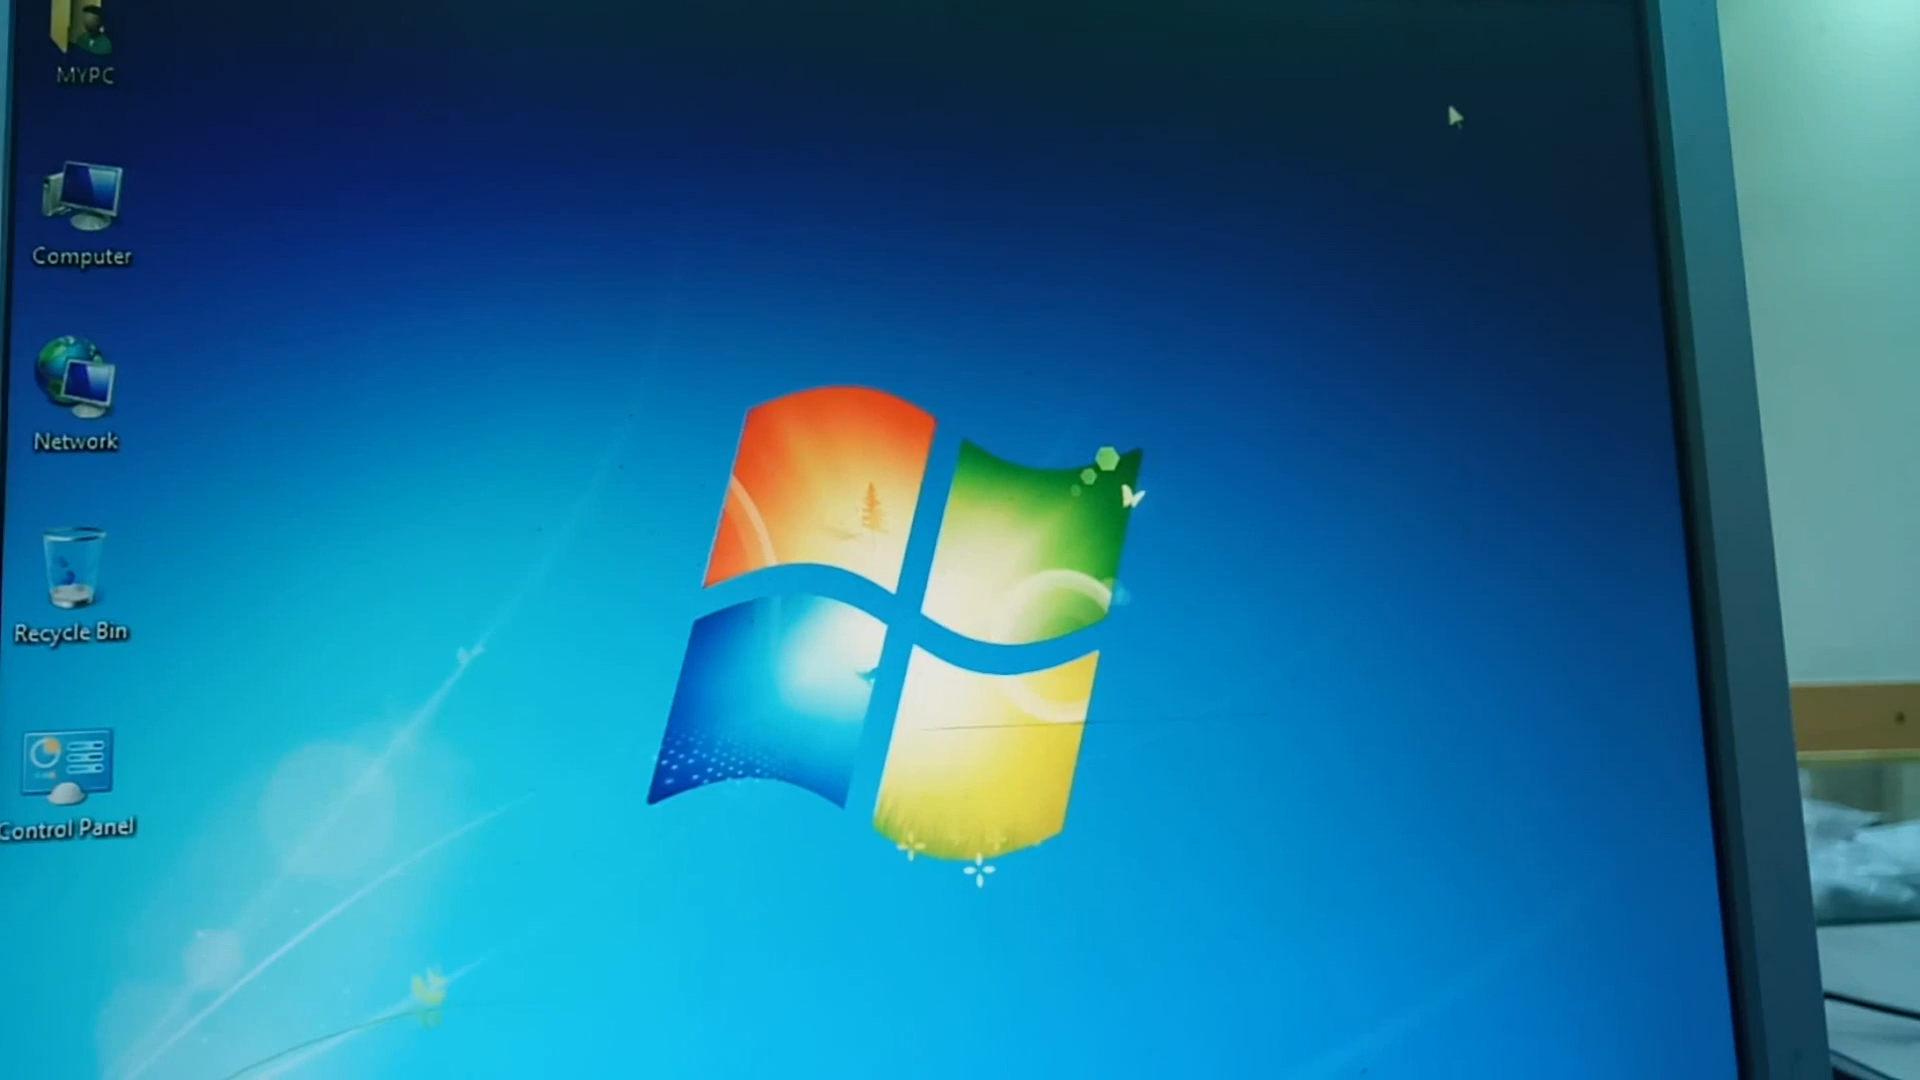 MYPC
Computer
Network
Recycle Bin
Control Panel